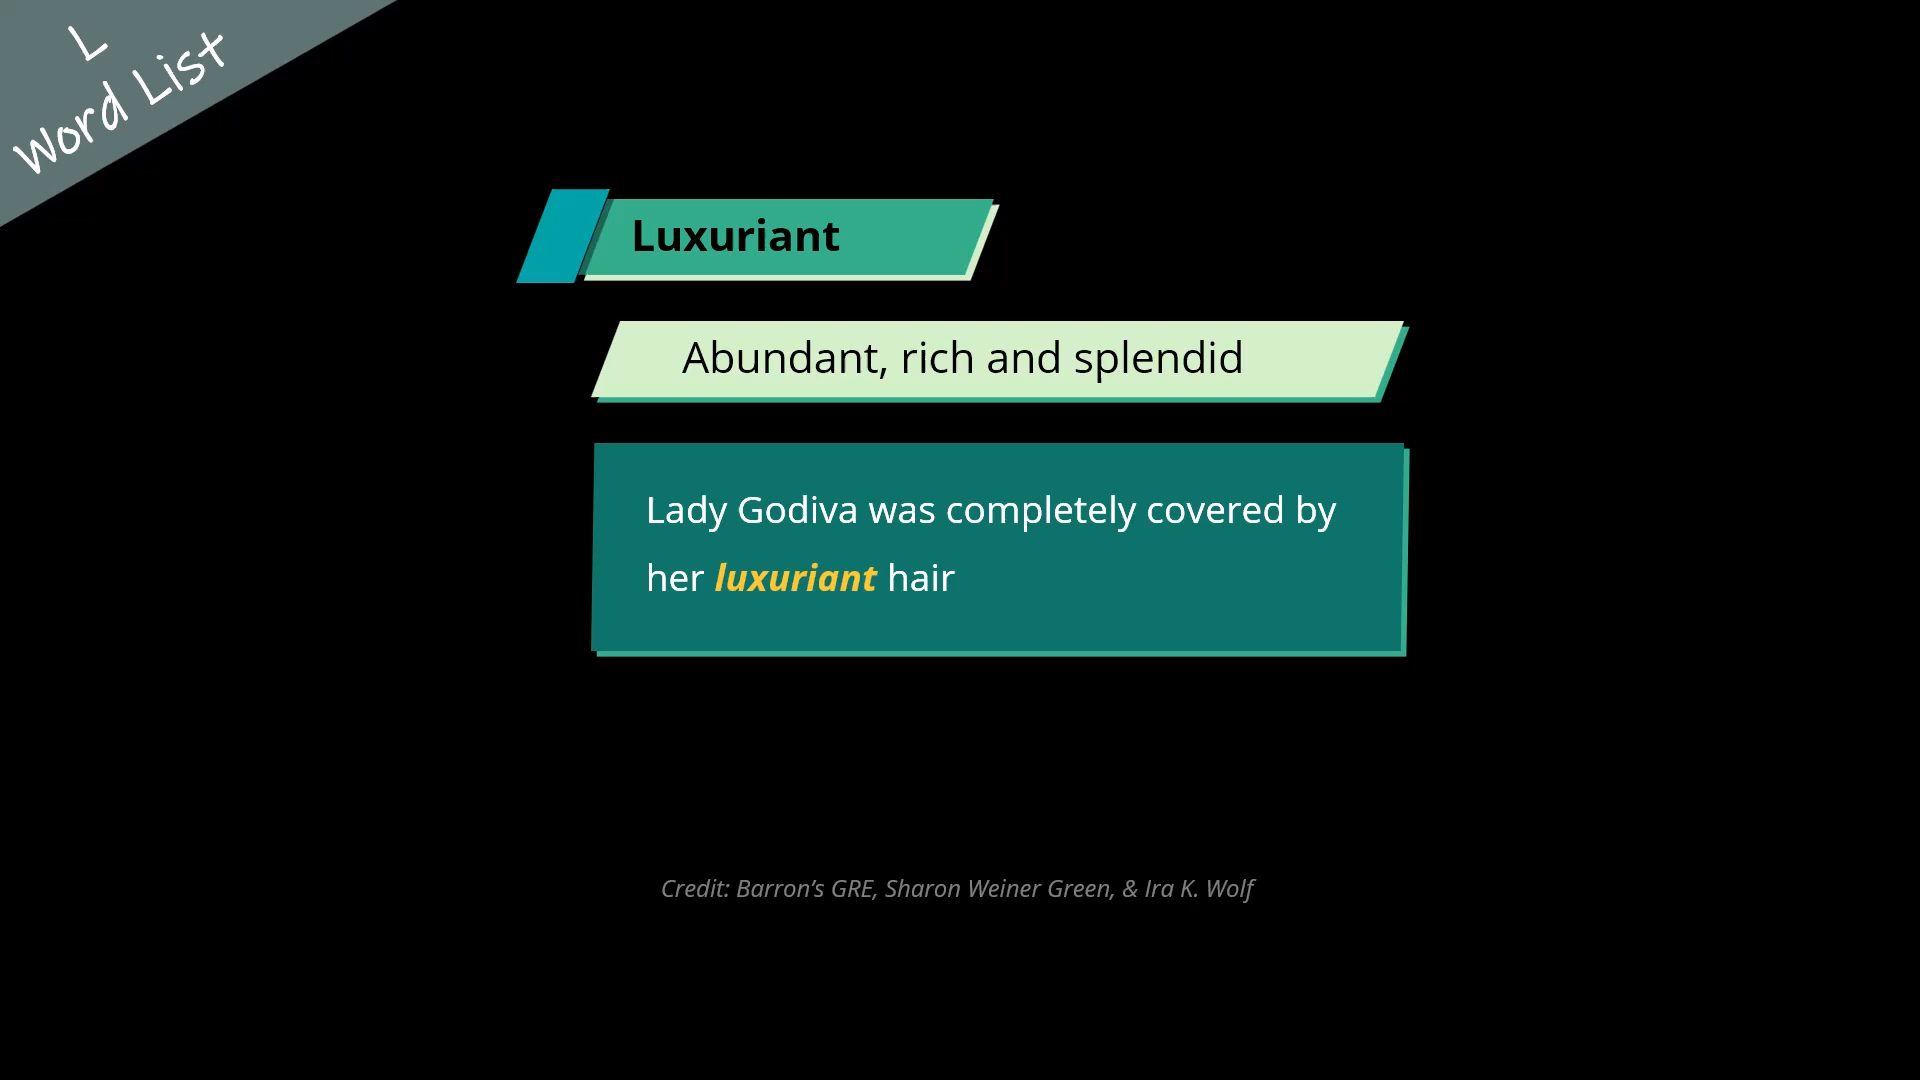 L
Word List
Luxuriant
Abundant, rich and splendid
Lady Godiva was completely covered by
her luxuriant hair
Credit: Barron’s GRE, Sharon Weiner Green, & Ira K. Wolf